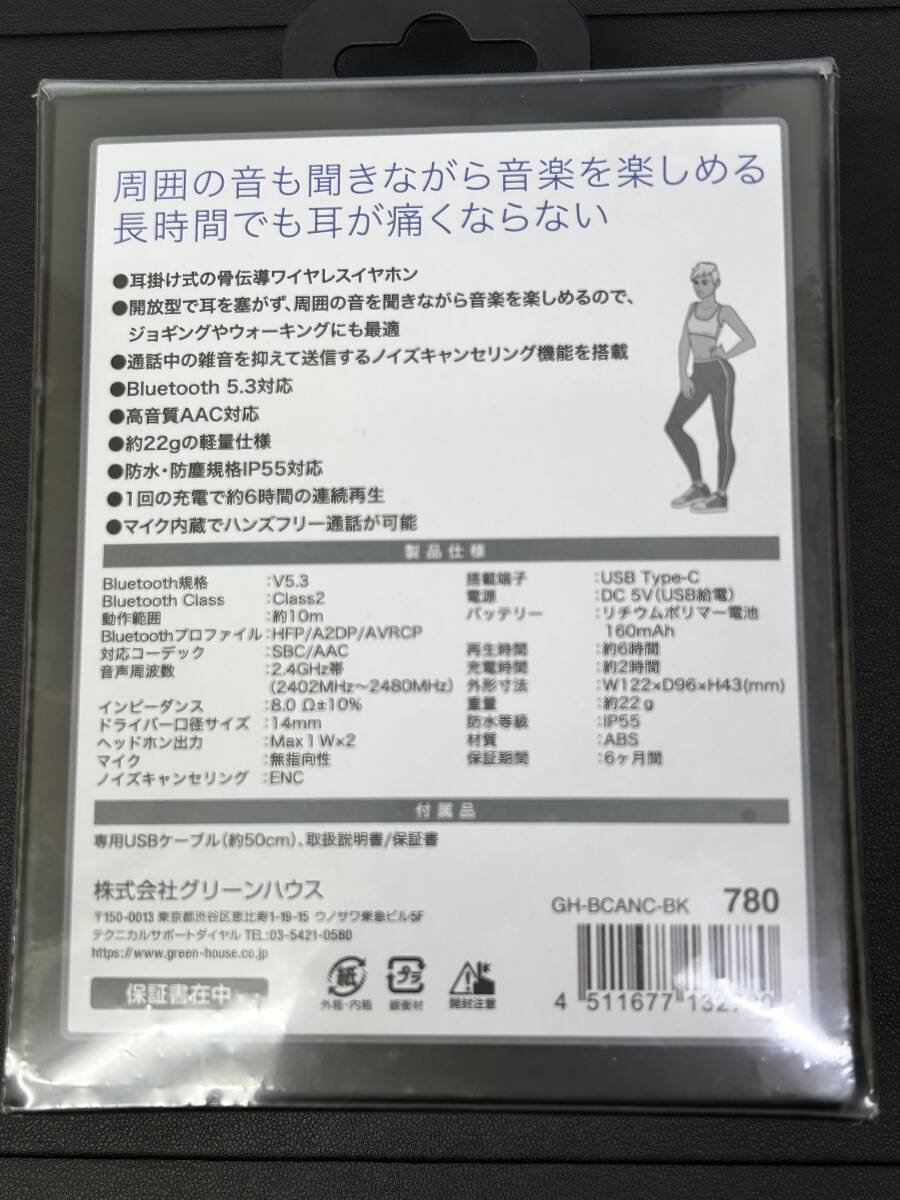 周囲の音も聞きながら音楽を楽しめる
長時間でも耳が痛くならない
●耳掛け式の骨伝導ワイヤレスイヤホン
●開放型で耳を塞がず、周囲の音を聞きながら音楽を楽しめるので、
ジョギングやウォーキングにも最適
●通話中の雑音を抑えて送信するノイズキャンセリング機能を搭載
●Bluetooth 5.3対応
●高音質AAC対応
●約22gの軽量仕様
●防水・防塵規格IP55対応
●1回の充電で約6時間の連続再生
●マイク内蔵でハンズフリー通話が可能
製品仕様
Bluetooth規格 :V5.3
Bluetooth Class :Class2
動作範囲 :約10m
Bluetoothプロファイル:HFP/A2DP/AVRCP
対応コーデック :SBC/AAC
音声周波数 :2.4GHz帯
(2402MHz~2480MHz)
インピーダンス :8.0 Ω±10%
ドライバー口径サイズ :14mm
ヘッドホン出力 :Max1W×2
マイク :無指向性
ノイズキャンセリング :ENC
搭載端子 :USB Type-C
電源 :DC 5V(USB給電)
バッテリー :リチウムポリマー電池
160mAh
再生時間 :約6時間
充電時間 :約2時間
外形寸法 :W122×D96×H43(mm)
重量 :約22g
防水等級 :IP55
材質 :ABS
保証期間 :6ヶ月間
付属品
専用USBケーブル(約50cm)、取扱説明書/保証書
株式会社グリーンハウス
〒150-0013 東京都渋谷区恵比寿1-19-15 ウノサワ東急ビル5F
テクニカルサポートダイヤル TEL:03-5421-0580
https://www.green-house.co.jp
保証書在中
紙
外箱・内箱
プラ
緩衝材
開封注意
GH-BCANC-BK 780
4 511677 132780